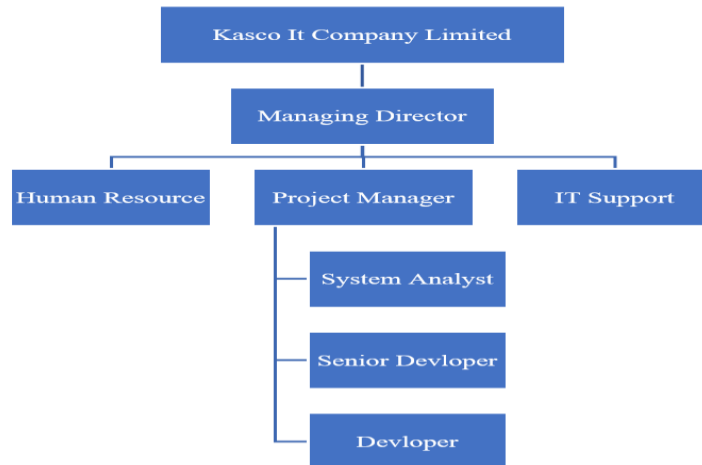 Kasco It Company Limited
Managing Director
Human Resource
Project Manager
IT Support
System Analyst
Senior Devloper
Devloper